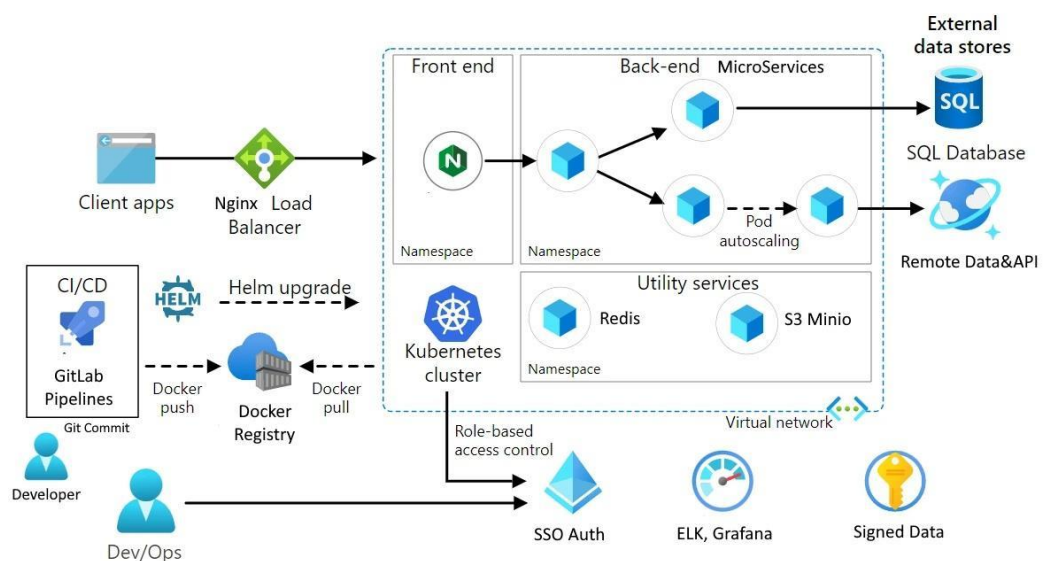 External
data stores
Front end
Back-end MicroServices
SQL
SQL Database
Client apps
Nginx Load
Balancer
N
Namespace
Namespace
Pod
autoscaling
Remote Data&API
CI/CD
HELM
Helm upgrade
Utility services
Redis
S3 Minio
Kubernetes
cluster
Namespace
GitLab
Pipelines
Docker
push
Docker
Registry
Docker
pull
Git Commit
Virtual network
Developer
Role-based
access control
Dev/Ops
SSO Auth
ELK, Grafana
Signed Data